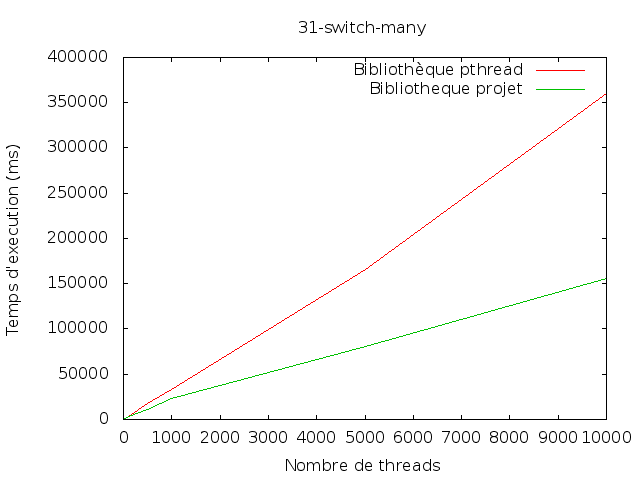 31-switch-many
400000
350000
300000
250000
200000
150000
100000
50000
0
Temps d'execution (ms)
Bibliothèque pthread
Bibliotheque projet
0 1000 2000 3000 4000 5000 6000 7000 8000 9000 10000
Nombre de threads